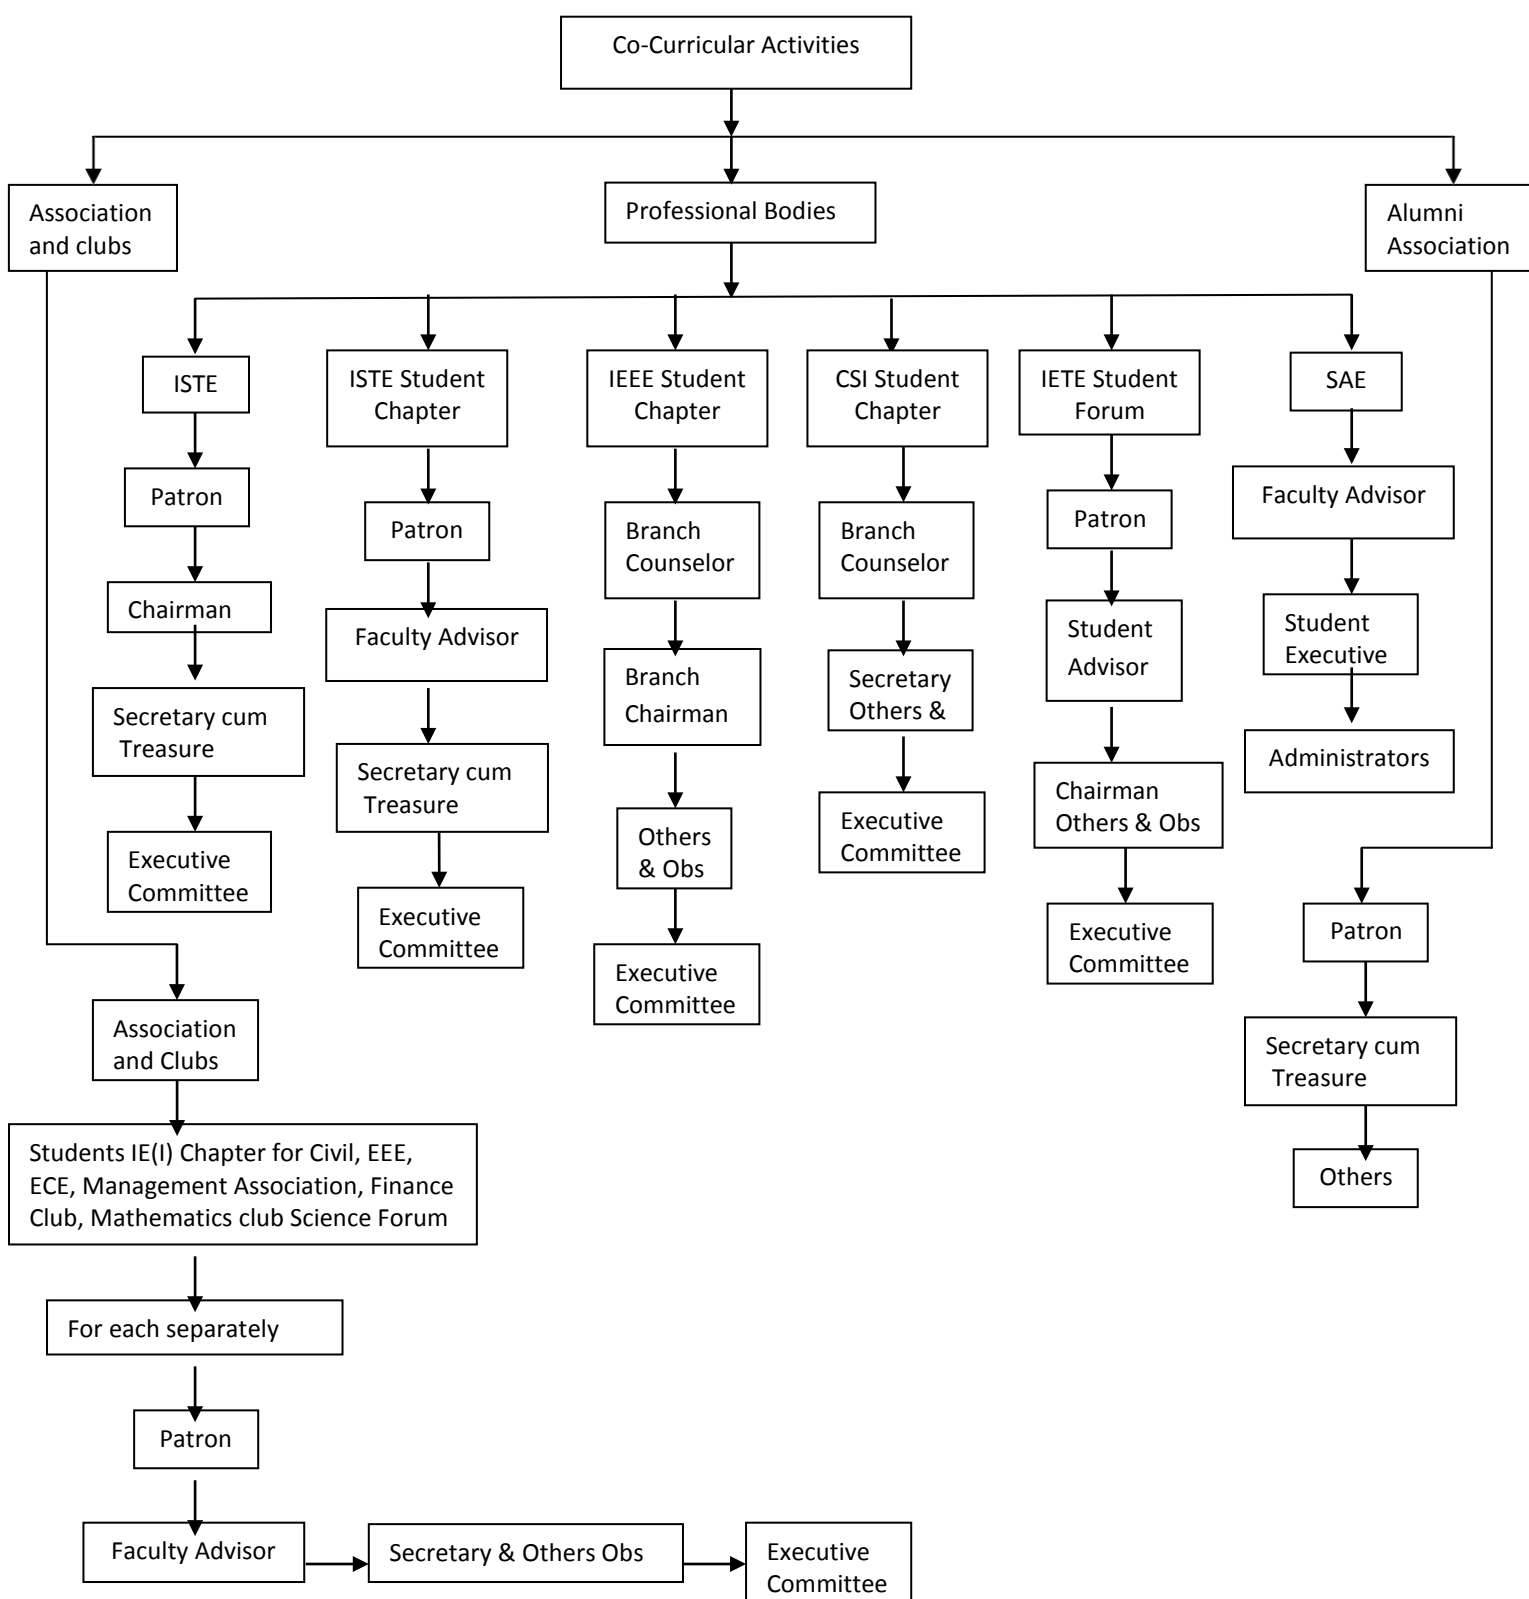 Co-Curricular Activities
Association
and clubs
Professional Bodies
Alumni
Association
ISTE
Patron
Chairman
Secretary cum
Treasure
Executive
Committee
ISTE Student
Chapter
Patron
Faculty Advisor
Secretary cum
Treasure
Executive
Committee
IEEE Student
Chapter
Branch
Counselor
Branch
Chairman
Others
& Obs
Executive
Committee
CSI Student
Chapter
Branch
Counselor
Secretary
Others &
Executive
Committee
IETE Student
Forum
Patron
Student
Advisor
Chairman
Others & Obs
Executive
Committee
SAE
Faculty Advisor
Student
Executive
Administrators
Patron
Secretary cum
Treasure
Others
Association
and Clubs
Students IE(I) Chapter for Civil, EEE,
ECE, Management Association, Finance
Club, Mathematics club Science Forum
For each separately
Patron
Faculty Advisor
Secretary & Others Obs
Executive
Committee